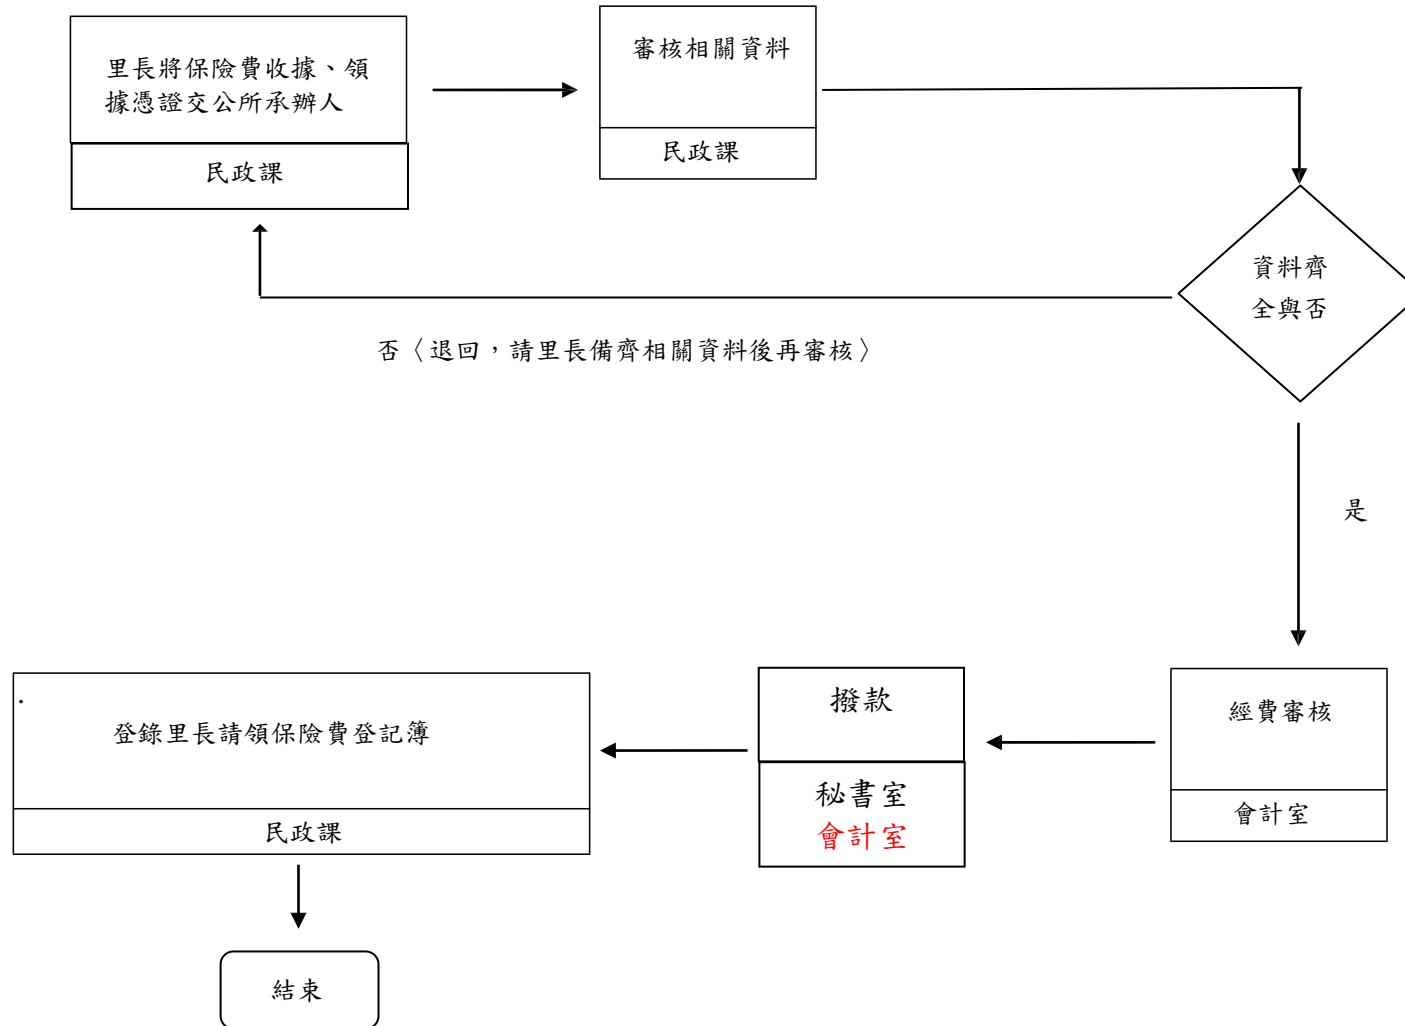 里長將保險費收據、領
據憑證交公所承辦人
民政課
審核相關資料
民政課
資料齊
全與否
否〈退回，請里長備齊相關資料後再審核〉
是
經費審核
會計室
撥款
秘書室
會計室
.
登錄里長請領保險費登記簿
民政課
結束